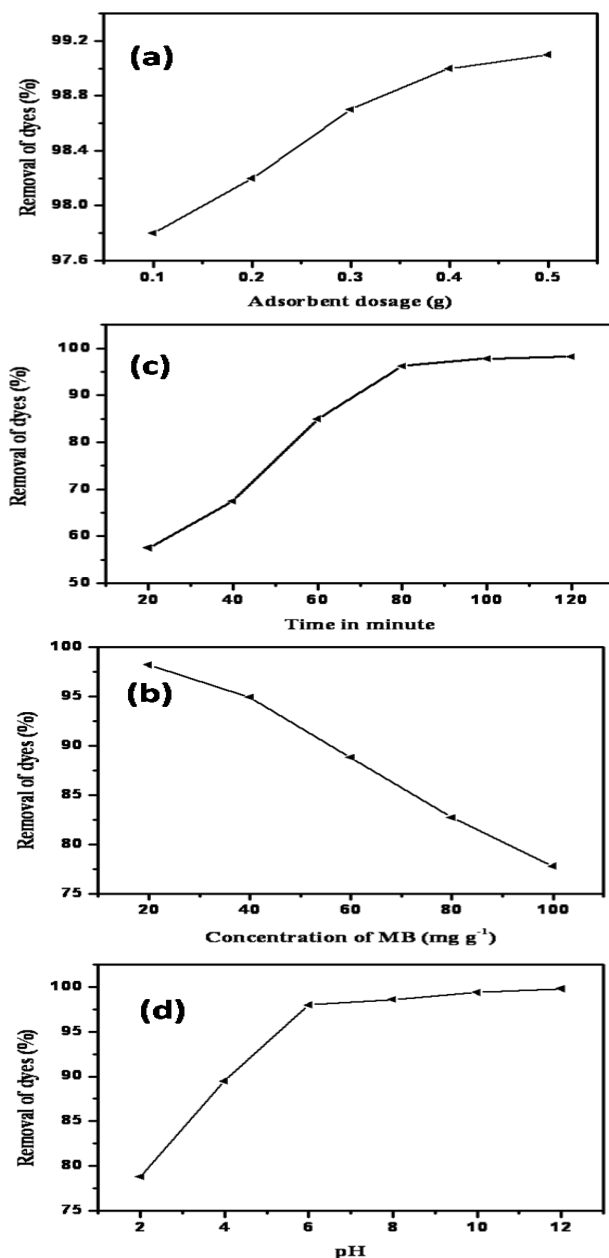 (a)
Removal of dyes (%)
99.2
98.8
98.4
98.0
97.6
0.1 0.2 0.3 0.4 0.5
Adsorbent dosage (g)
(c)
Removal of dyes (%)
100
90
80
70
60
50
20 40 60 80 100 120
Time in minute
(b)
Removal of dyes (%)
100
95
90
85
80
75
20 40 60 80 100
Concentration of MB (mg g⁻¹)
(d)
Removal of dyes (%)
100
95
90
85
80
75
2 4 6 8 10 12
pH